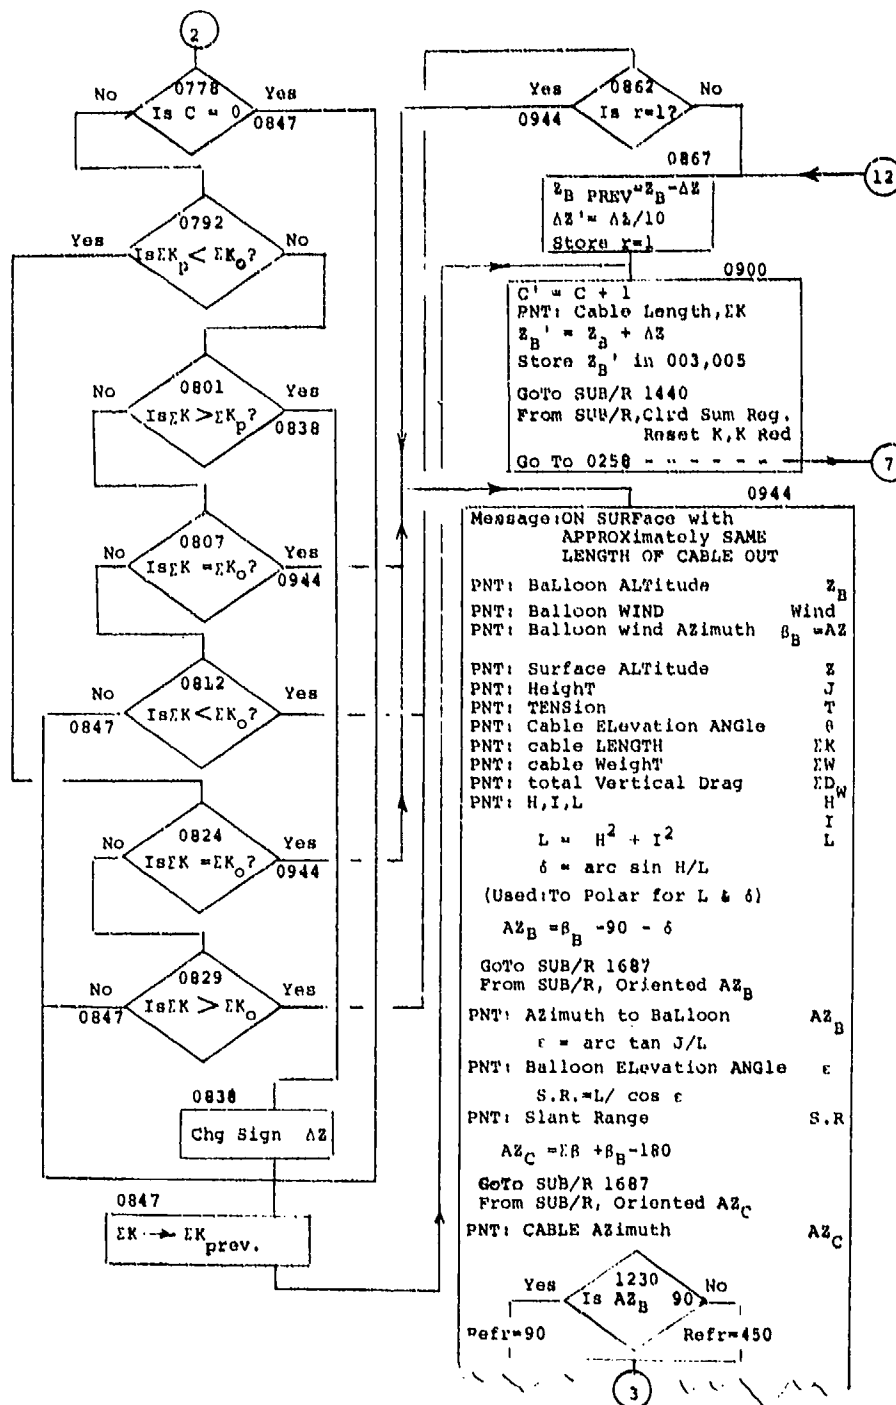 2
0778
No
Yes
Is C = 0
0847
0792
Yes
No
IsΣK_p < ΣK_o?
0801
No
Yes
IsΣK > ΣK_p?
0838
0807
No
Yes
IsΣK = ΣK_o?
0944
0812
No
Yes
0847
IsΣK < ΣK_o?
0824
No
Yes
IsΣK = ΣK_o?
0944
0829
No
Yes
0847
IsΣK > ΣK_o
0838
Chg Sign ΔZ
0847
ΣK → ΣK prev.
0862
Yes
No
0944
Is r=1?
0867
12
Z_B PREV = Z_B - ΔZ
ΔZ' = ΔZ/10
Store r=1
0900
C' = C + 1
PNT: Cable Length, ΣK
Z_B' = Z_B + ΔZ
Store Z_B' in 003,005
GoTo SUB/R 1440
From SUB/R, Clrd Sum Reg.
Reset K,K Red
Go To 0258 - - - - - -
7
0944
Message: ON SURFace with
APPROXimately SAME
LENGTH OF CABLE OUT
PNT: BaLloon ALTitude Z_B
PNT: Balloon WIND Wind
PNT: Balloon wind AZimuth β_B = AZ
PNT: Surface ALTitude Z
PNT: HeighT J
PNT: TENSion T
PNT: Cable ELevation ANGle θ
PNT: cable LENGTH ΣK
PNT: cable WeighT ΣW
PNT: total Vertical Drag ΣD_W
PNT: H,I,L H
I
L = H² + I² L
δ = arc sin H/L
(Used: To Polar for L & δ)
AZ_B = β_B -90 - δ
GoTo SUB/R 1687
From SUB/R, Oriented AZ_B
PNT: AZimuth to BaLloon AZ_B
ε = arc tan J/L
PNT: Balloon ELevation ANGle ε
S.R.=L/ cos ε
PNT: Slant Range S.R
AZ_C = Σβ + β_B -180
GoTo SUB/R 1687
From SUB/R, Oriented AZ_C
PNT: CABLE AZimuth AZ_C
1230
Yes
No
Is AZ_B 90
Refr=90
Refr=450
3